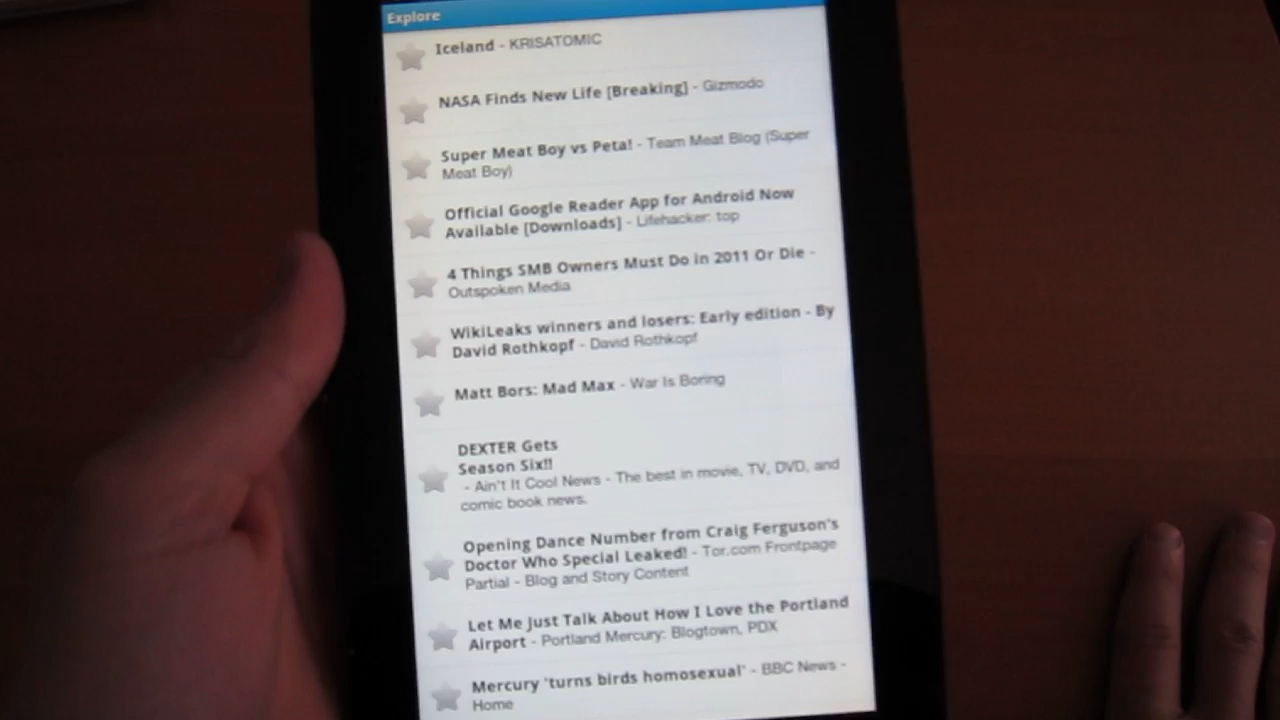 Explore
Iceland - KRISATOMIC
NASA Finds New Life [Breaking] - Gizmodo
Super Meat Boy vs Peta! - Team Meat Blog (Super
Meat Boy)
Official Google Reader App for Android Now
Available [Downloads] - Lifehacker: top
4 Things SMB Owners Must Do in 2011 Or Die -
Outspoken Media
WikiLeaks winners and losers: Early edition - By
David Rothkopf - David Rothkopf
Matt Bors: Mad Max - War Is Boring
DEXTER Gets
Season Six!!
- Ain't It Cool News - The best in movie, TV, DVD, and
comic book news.
Opening Dance Number from Craig Ferguson's
Doctor Who Special Leaked! - Tor.com Frontpage
Partial - Blog and Story Content
Let Me Just Talk About How I Love the Portland
Airport - Portland Mercury: Blogtown, PDX
Mercury 'turns birds homosexual' - BBC News -
Home